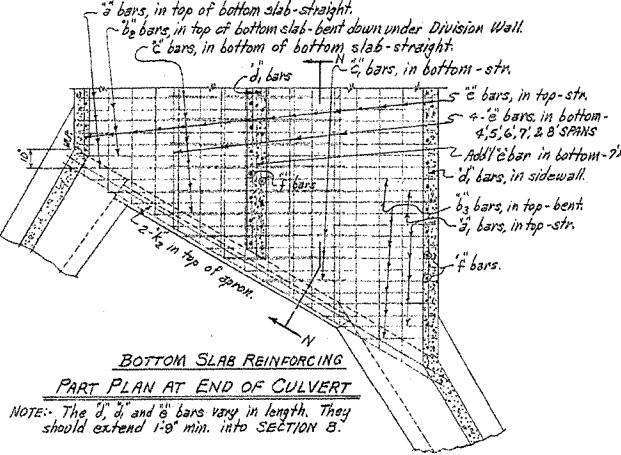 "a" bars, in top of bottom slab-straight.
"b2" bars, in top of bottom slab-bent down under Division Wall.
"c" bars, in bottom of bottom slab-straight.
N
"d1" bars
"c1" bars, in bottom-str.
"e" bars, in top-str.
4-"e" bars, in bottom-
4', 5', 6', 7', & 8' SPANS
Add'l "e" bar in bottom-7'
"d" bars, in sidewall.
10"
W.P.
"f" bars
"b3" bars, in top-bent.
"a1" bars, in top-str.
2-k2 in top of apron.
"f" bars.
N
BOTTOM SLAB REINFORCING
PART PLAN AT END OF CULVERT
NOTE:- The "d", "d1" and "e" bars vary in length. They
should extend 1'-9" min. into SECTION B.